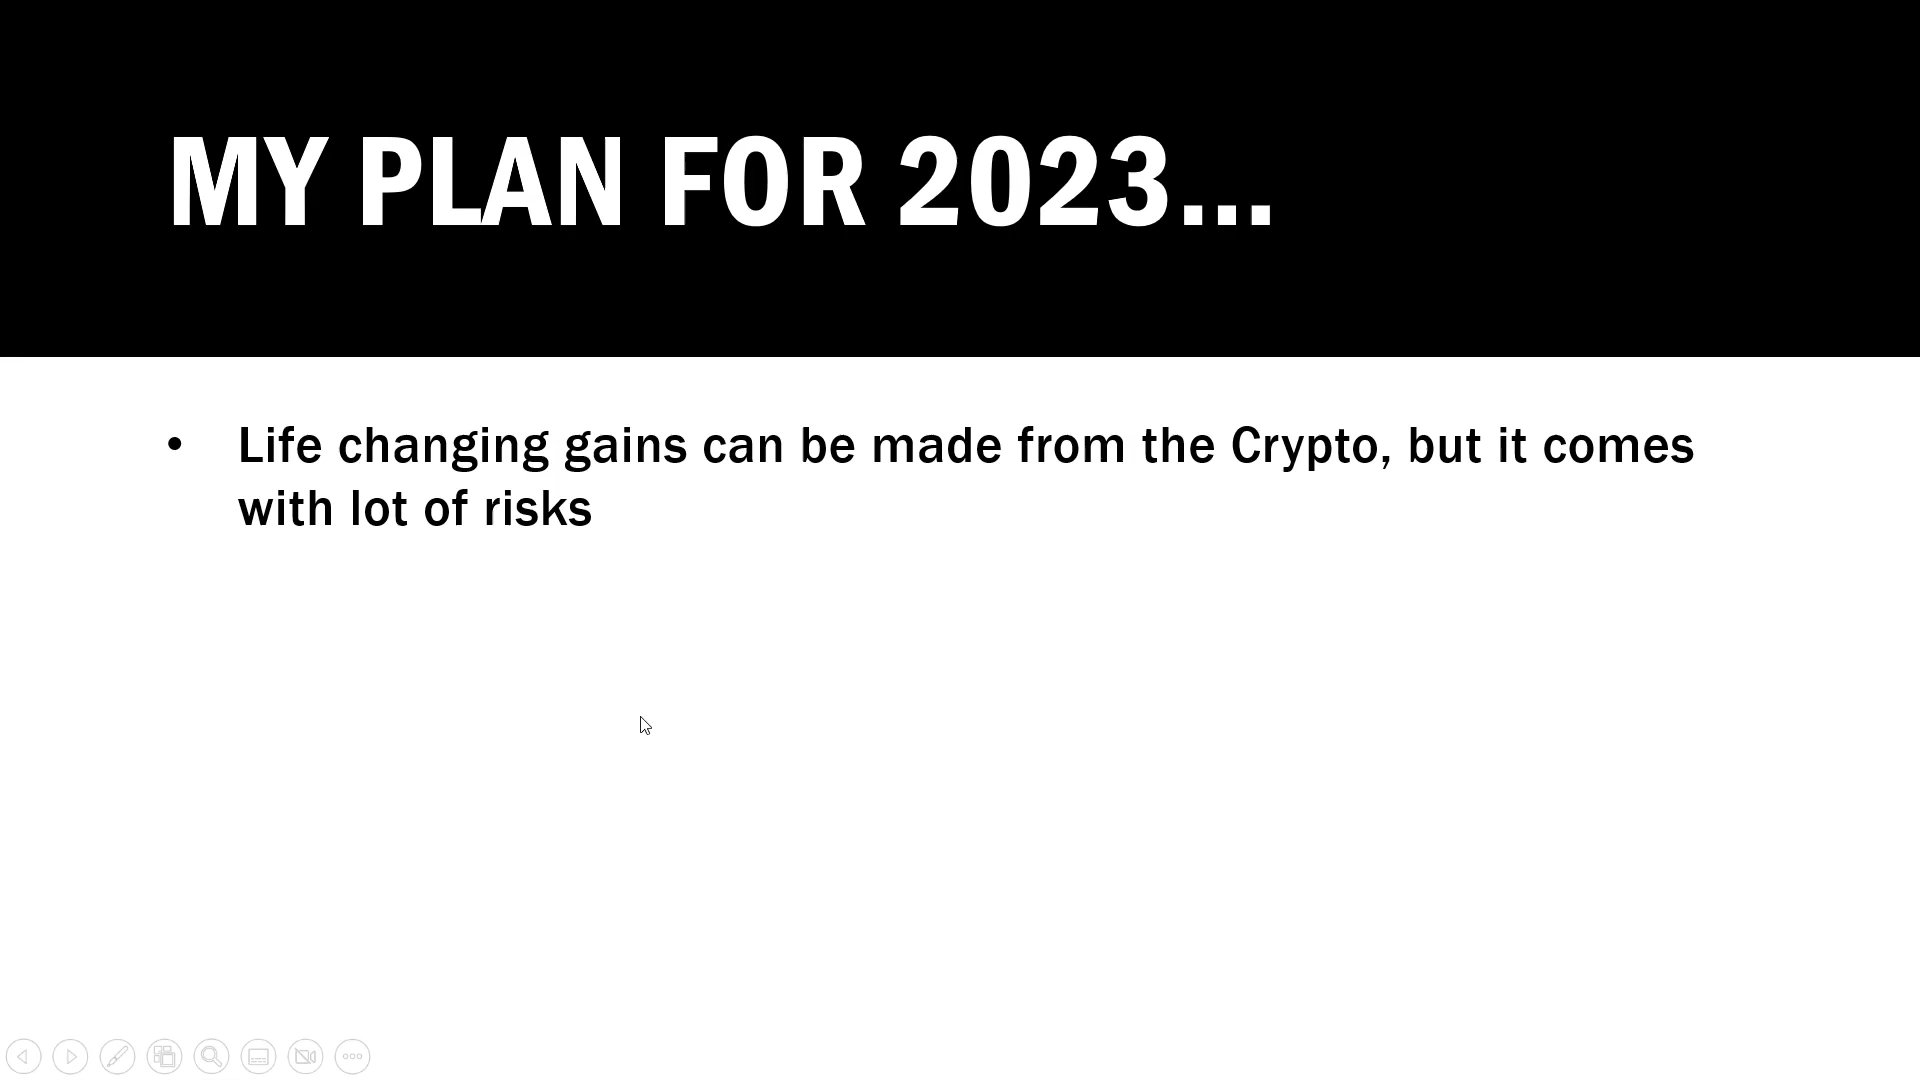 MY PLAN FOR 2023...
• Life changing gains can be made from the Crypto, but it comes
with lot of risks